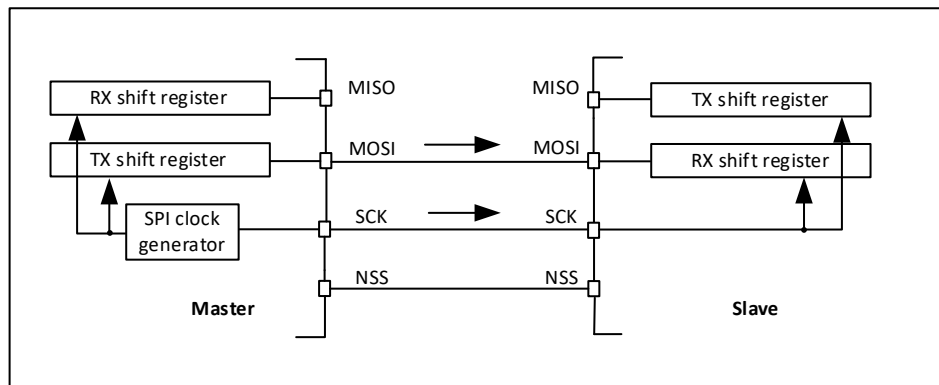 MISO
MISO
RX shift register
TX shift register
MOSI
MOSI
TX shift register
RX shift register
SCK
SCK
SPI clock
generator
NSS
NSS
Master
Slave